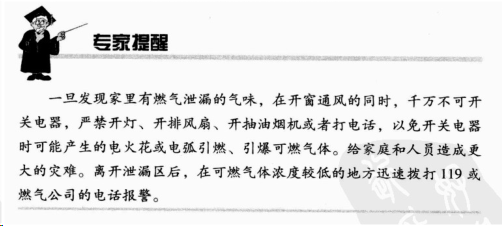 专家提醒
一旦发现家里有燃气泄漏的气味，在开窗通风的同时，千万不可开
关电器，严禁开灯、开排风扇、开抽油烟机或者打电话，以免开关电器
时可能产生的电火花或电弧引燃、引爆可燃气体。给家庭和人员造成更
大的灾难。离开泄漏区后，在可燃气体浓度较低的地方迅速拨打 119 或
燃气公司的电话报警。